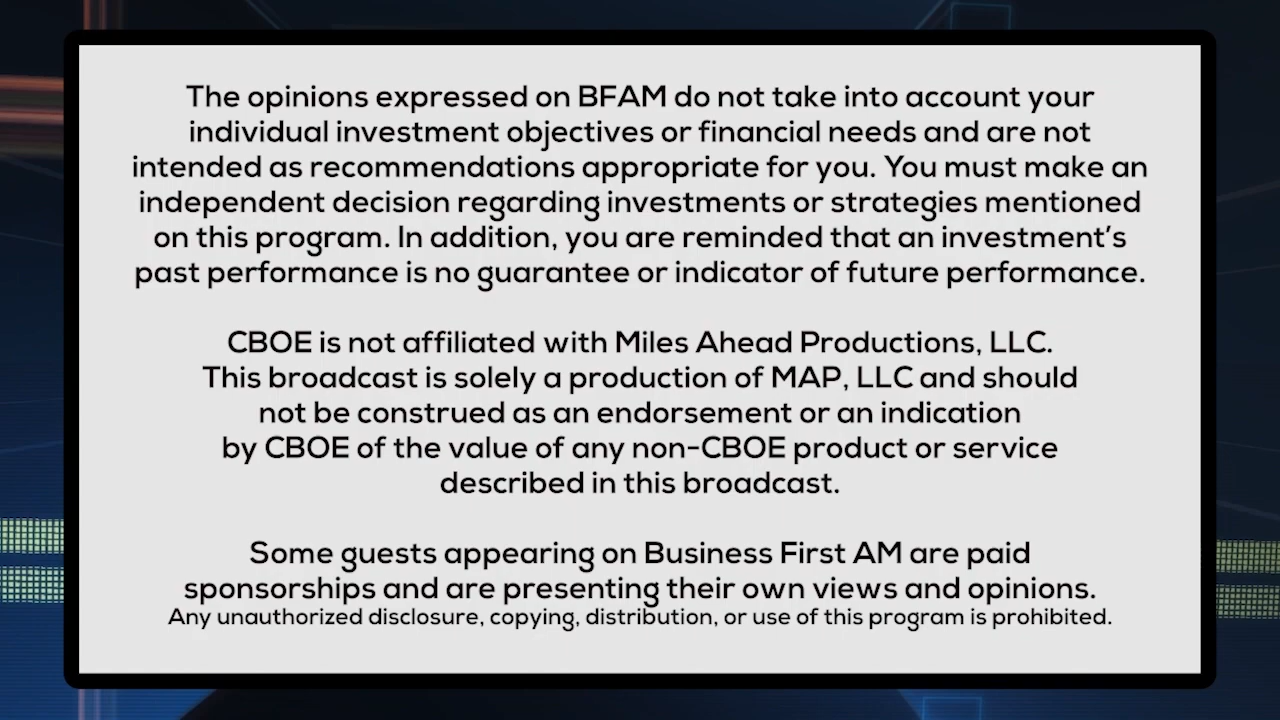 The opinions expressed on BFAM do not take into account your
individual investment objectives or financial needs and are not
intended as recommendations appropriate for you. You must make an
independent decision regarding investments or strategies mentioned
on this program. In addition, you are reminded that an investment’s
past performance is no guarantee or indicator of future performance.
CBOE is not affiliated with Miles Ahead Productions, LLC.
This broadcast is solely a production of MAP, LLC and should
not be construed as an endorsement or an indication
by CBOE of the value of any non-CBOE product or service
described in this broadcast.
Some guests appearing on Business First AM are paid
sponsorships and are presenting their own views and opinions.
Any unauthorized disclosure, copying, distribution, or use of this program is prohibited.